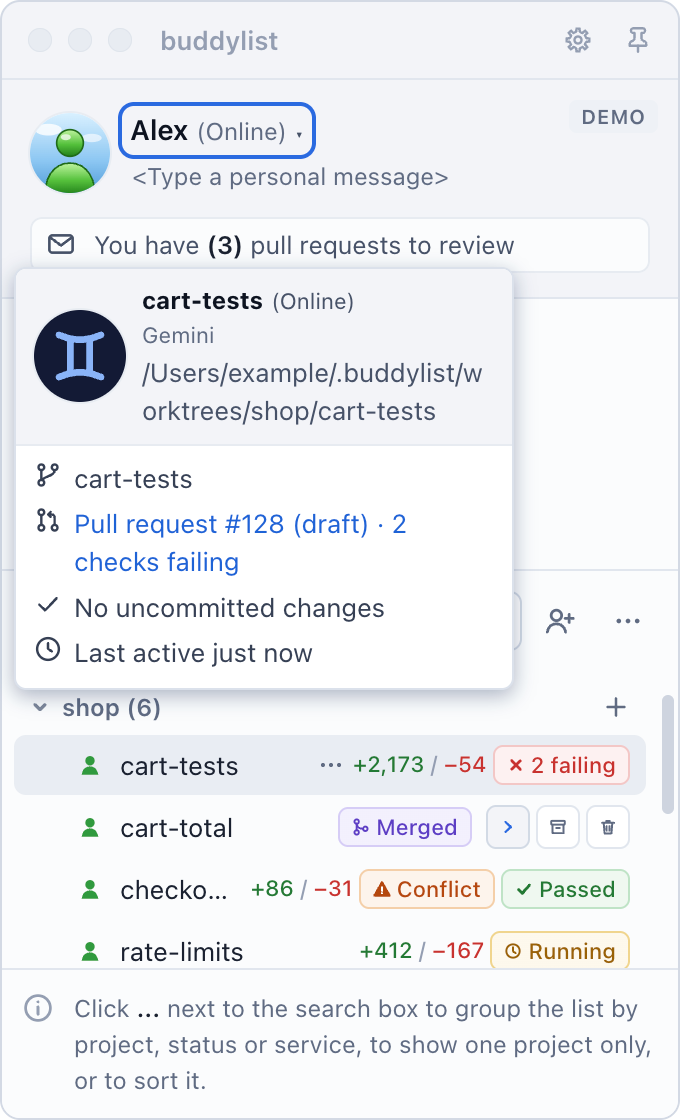 buddylist
Alex (Online)
DEMO
<Type a personal message>
You have (3) pull requests to review
cart-tests (Online)
Gemini
/Users/example/.buddylist/w
orktrees/shop/cart-tests
cart-tests
Pull request #128 (draft) · 2
checks failing
No uncommitted changes
Last active just now
shop (6)
cart-tests ··· +2,173 / −54 2 failing
cart-total Merged
checko... +86 / −31 Conflict Passed
rate-limits +412 / −167 Running
Click ... next to the search box to group the list by
project, status or service, to show one project only,
or to sort it.